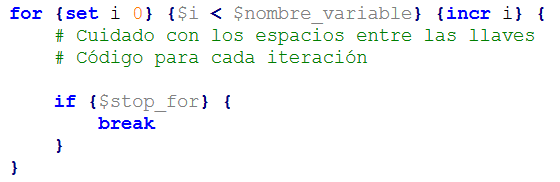 for {set i 0} {$i < $nombre_variable} {incr i} {
    # Cuidado con los espacios entre las llaves
    # Código para cada iteración

    if {$stop_for} {
        break
    }
}